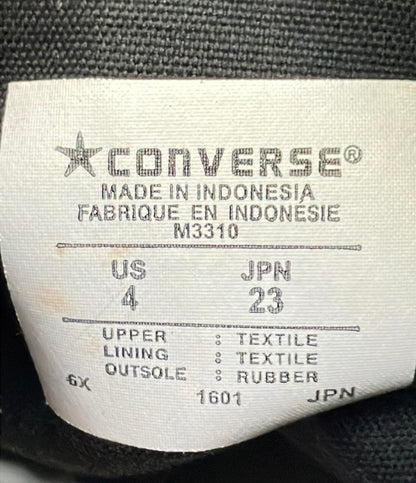 CONVERSE®
MADE IN INDONESIA
FABRIQUE EN INDONESIE
M3310
US JPN
4 23
UPPER : TEXTILE
LINING : TEXTILE
OUTSOLE : RUBBER
6X 1601 JPN